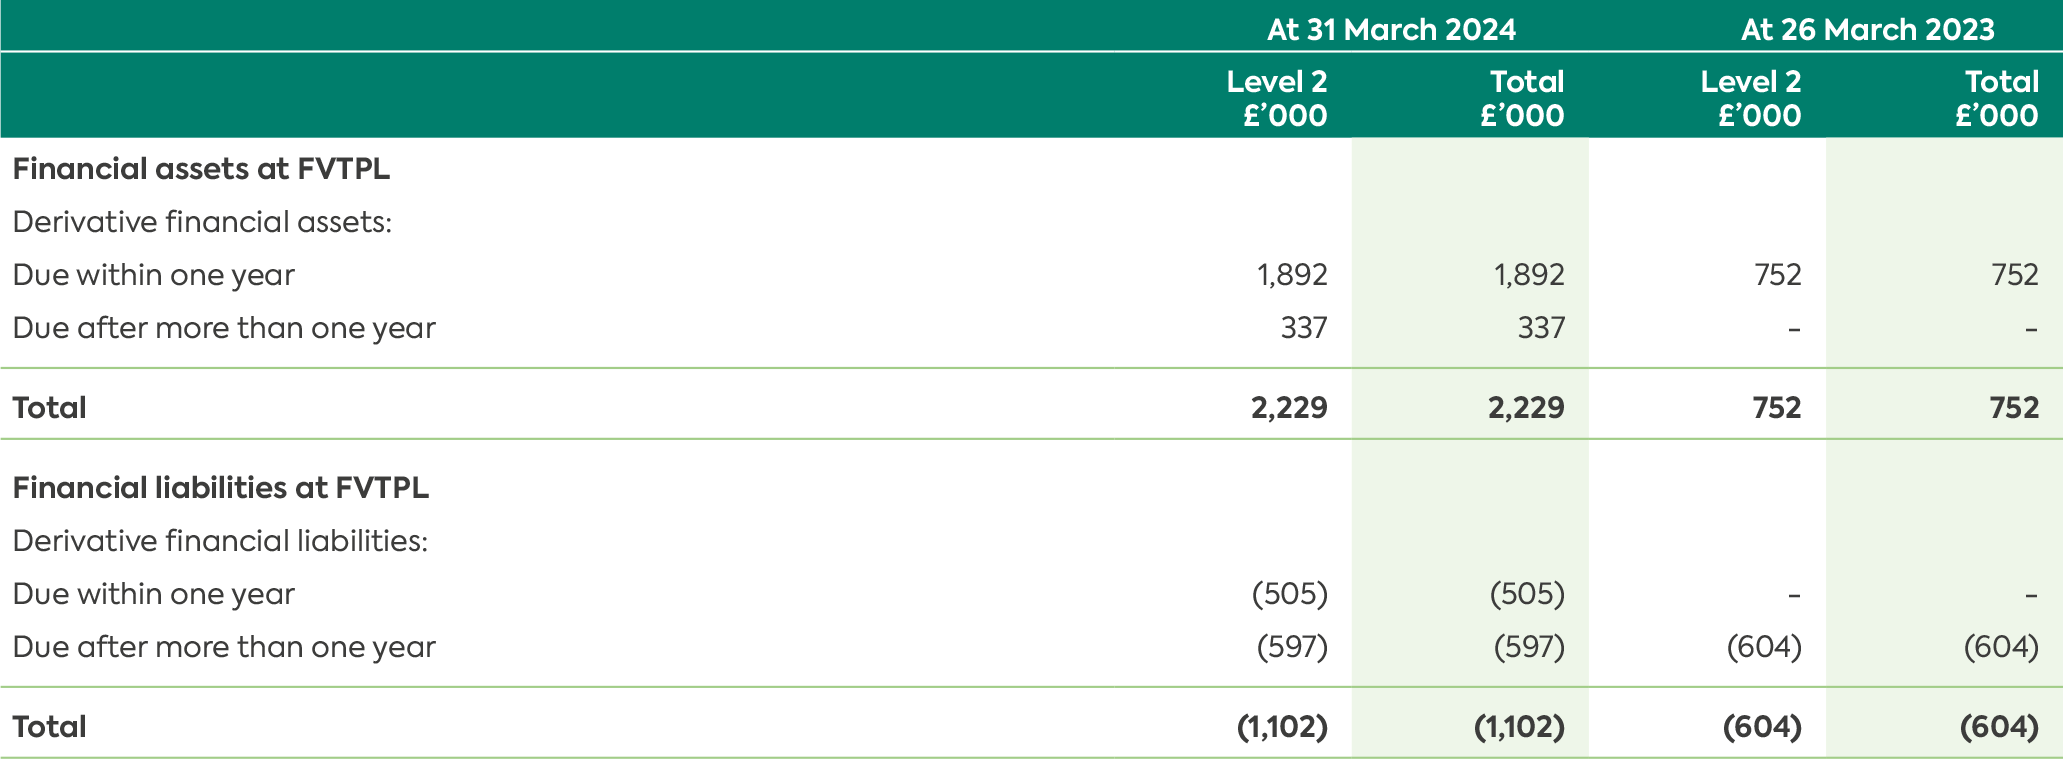 At 31 March 2024 At 26 March 2023
Level 2 Total Level 2 Total
£’000 £’000 £’000 £’000
Financial assets at FVTPL
Derivative financial assets:
Due within one year 1,892 1,892 752 752
Due after more than one year 337 337 - -
Total 2,229 2,229 752 752
Financial liabilities at FVTPL
Derivative financial liabilities:
Due within one year (505) (505) - -
Due after more than one year (597) (597) (604) (604)
Total (1,102) (1,102) (604) (604)